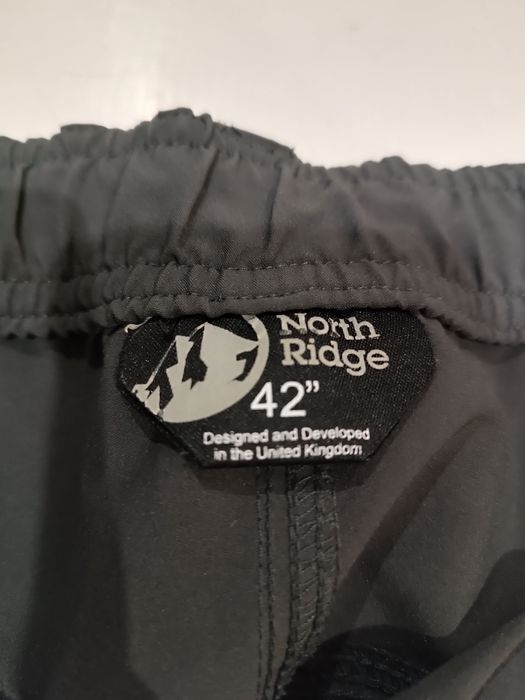 North
Ridge
42"
Designed and Developed
in the United Kingdom